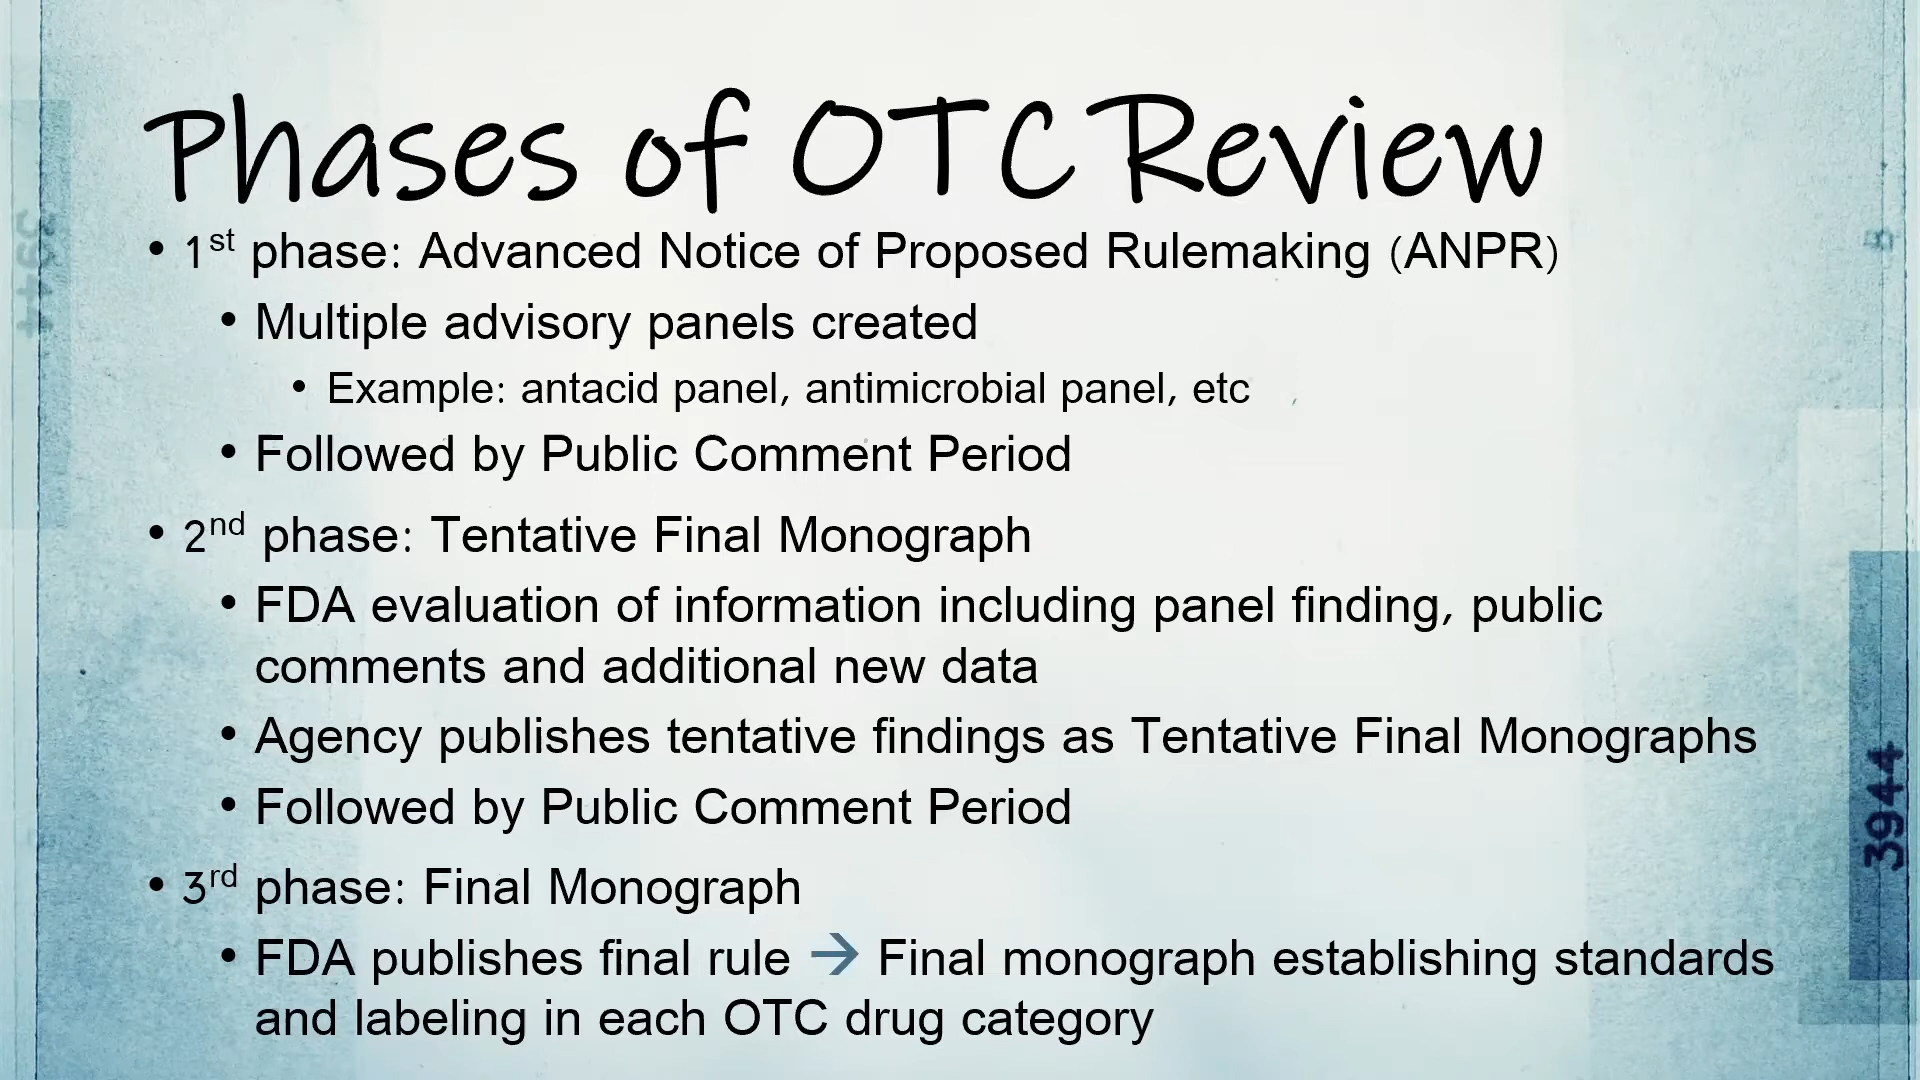 Phases of OTC Review
• 1st phase: Advanced Notice of Proposed Rulemaking (ANPR)
• Multiple advisory panels created
• Example: antacid panel, antimicrobial panel, etc
• Followed by Public Comment Period
• 2nd phase: Tentative Final Monograph
• FDA evaluation of information including panel finding, public
comments and additional new data
• Agency publishes tentative findings as Tentative Final Monographs
• Followed by Public Comment Period
• 3rd phase: Final Monograph
• FDA publishes final rule → Final monograph establishing standards
and labeling in each OTC drug category
3944